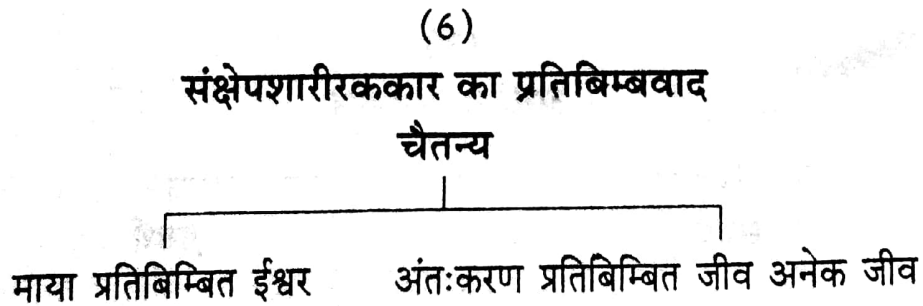 (6)
संक्षेपशारीरककार का प्रतिबिम्बवाद
चैतन्य
माया प्रतिबिम्बित ईश्वर अंतःकरण प्रतिबिम्बित जीव अनेक जीव